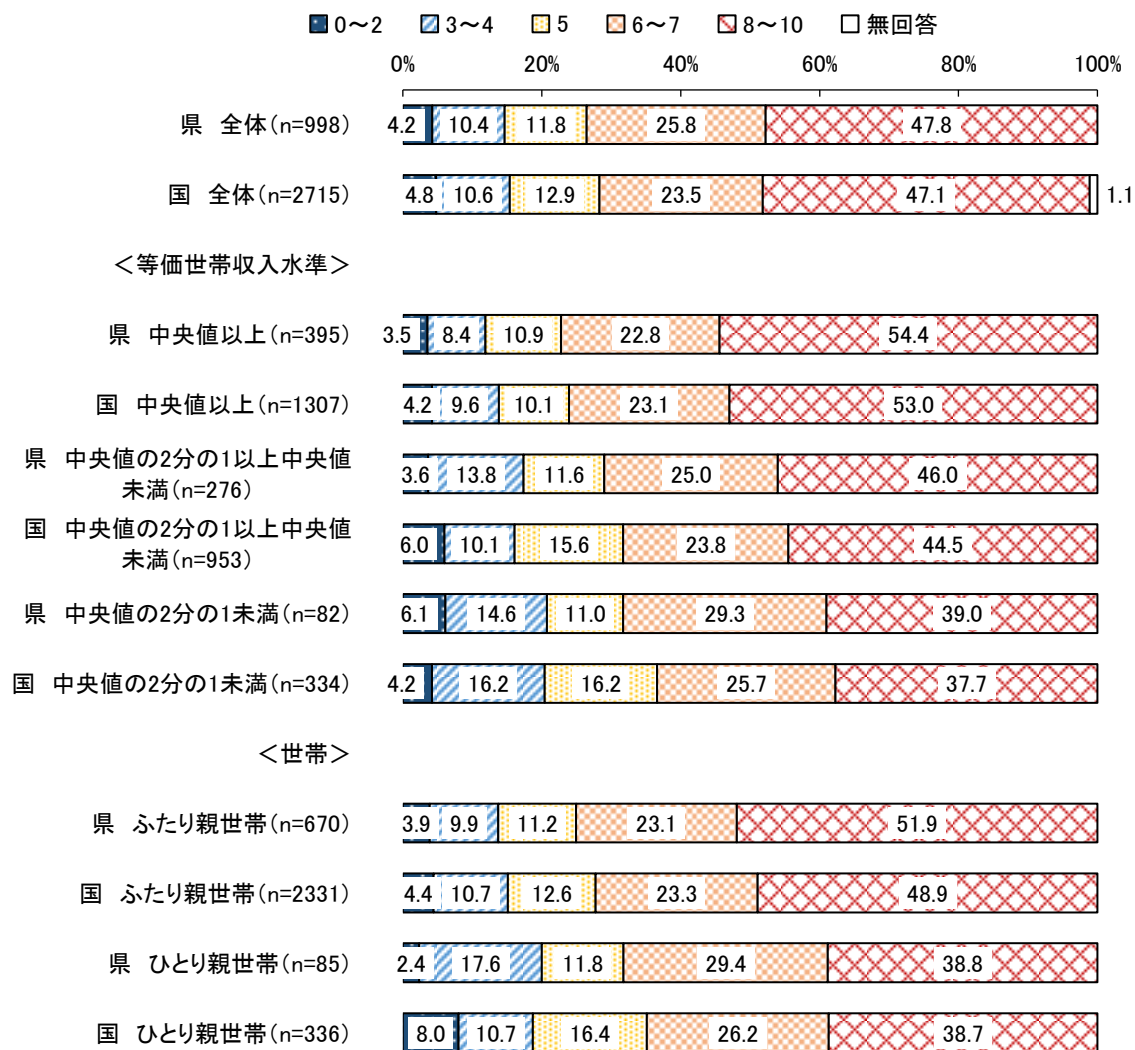 0～2 3～4 5 6～7 8～10 無回答
0% 20% 40% 60% 80% 100%
県 全体(n=998) 4.2 10.4 11.8 25.8 47.8
国 全体(n=2715) 4.8 10.6 12.9 23.5 47.1 1.1
＜等価世帯収入水準＞
県 中央値以上(n=395) 3.5 8.4 10.9 22.8 54.4
国 中央値以上(n=1307) 4.2 9.6 10.1 23.1 53.0
県 中央値の2分の1以上中央値
未満(n=276) 3.6 13.8 11.6 25.0 46.0
国 中央値の2分の1以上中央値
未満(n=953) 6.0 10.1 15.6 23.8 44.5
県 中央値の2分の1未満(n=82) 6.1 14.6 11.0 29.3 39.0
国 中央値の2分の1未満(n=334) 4.2 16.2 16.2 25.7 37.7
＜世帯＞
県 ふたり親世帯(n=670) 3.9 9.9 11.2 23.1 51.9
国 ふたり親世帯(n=2331) 4.4 10.7 12.6 23.3 48.9
県 ひとり親世帯(n=85) 2.4 17.6 11.8 29.4 38.8
国 ひとり親世帯(n=336) 8.0 10.7 16.4 26.2 38.7